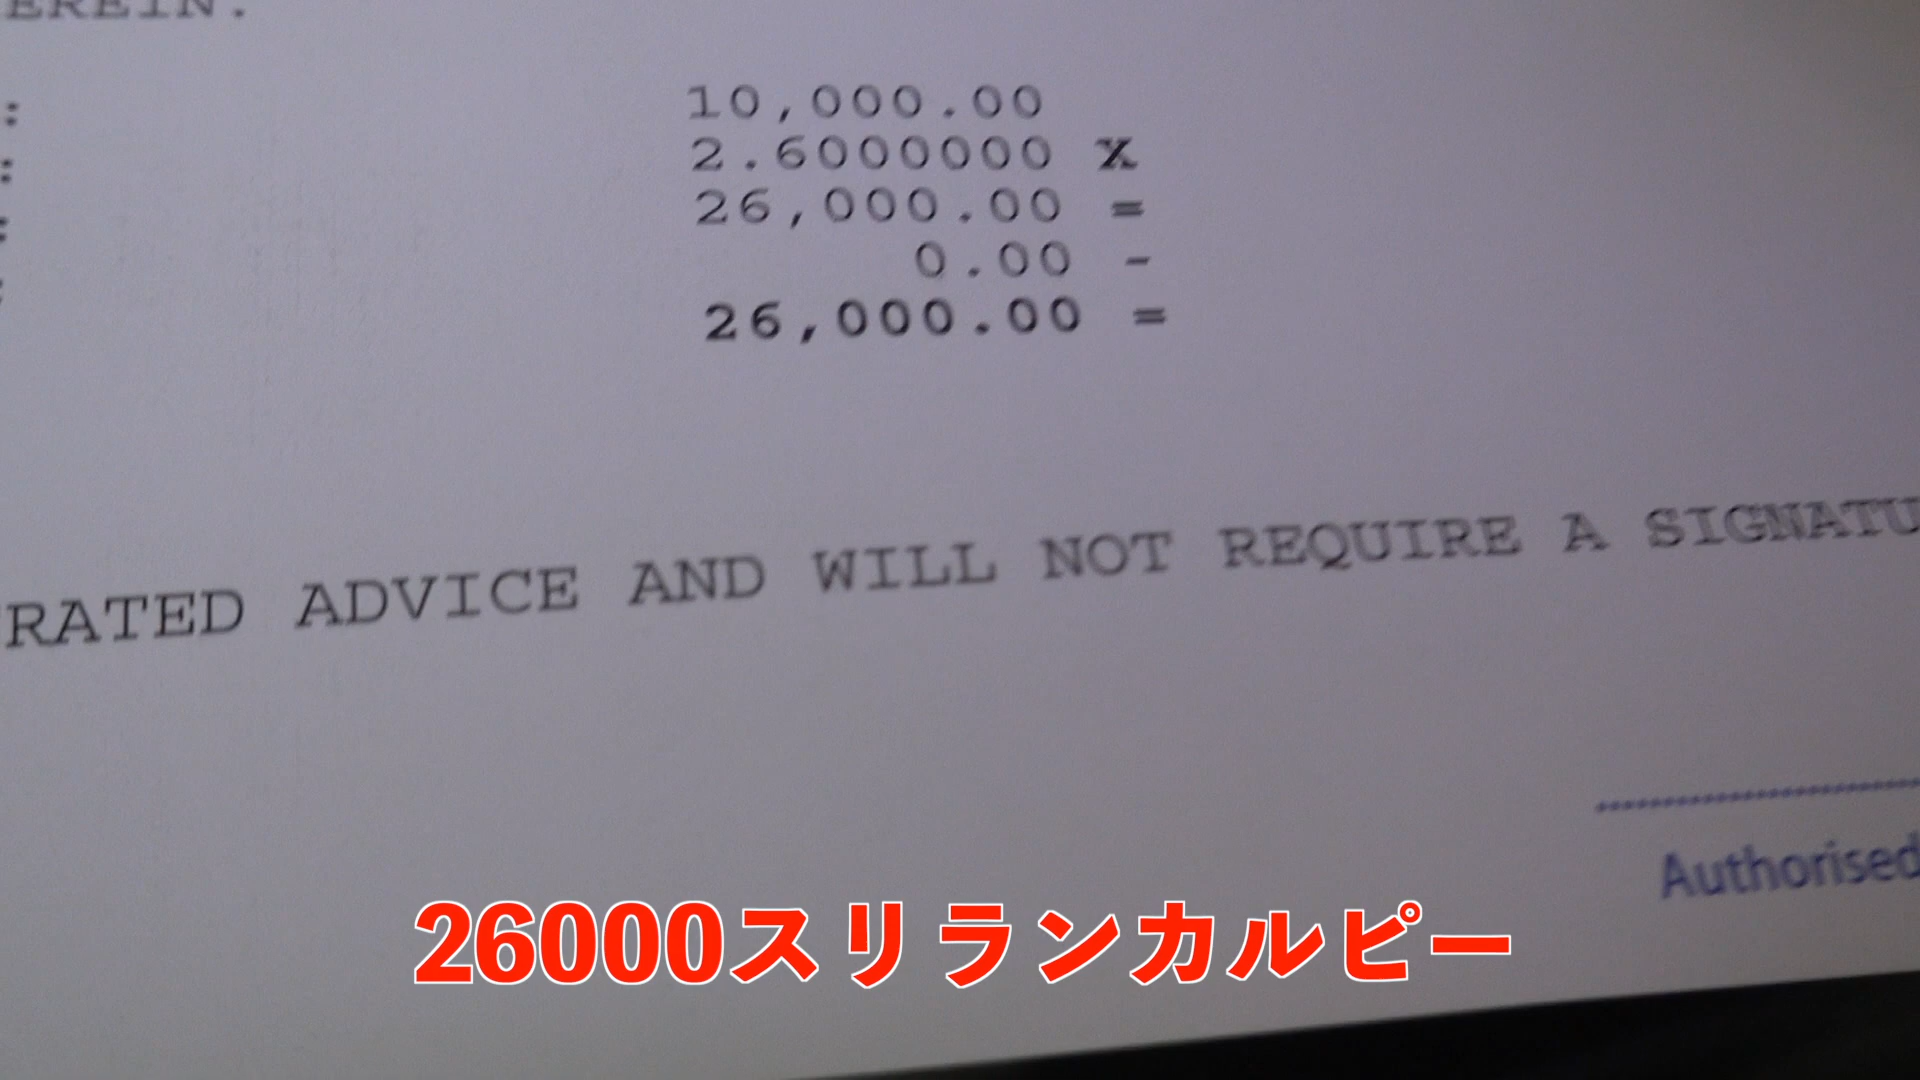 EREIN.
: 10,000.00
: 2.6000000 X
: 26,000.00 =
: 0.00 -
26,000.00 =
RATED ADVICE AND WILL NOT REQUIRE A SIGNATU
Authorised
26000スリランカルピー